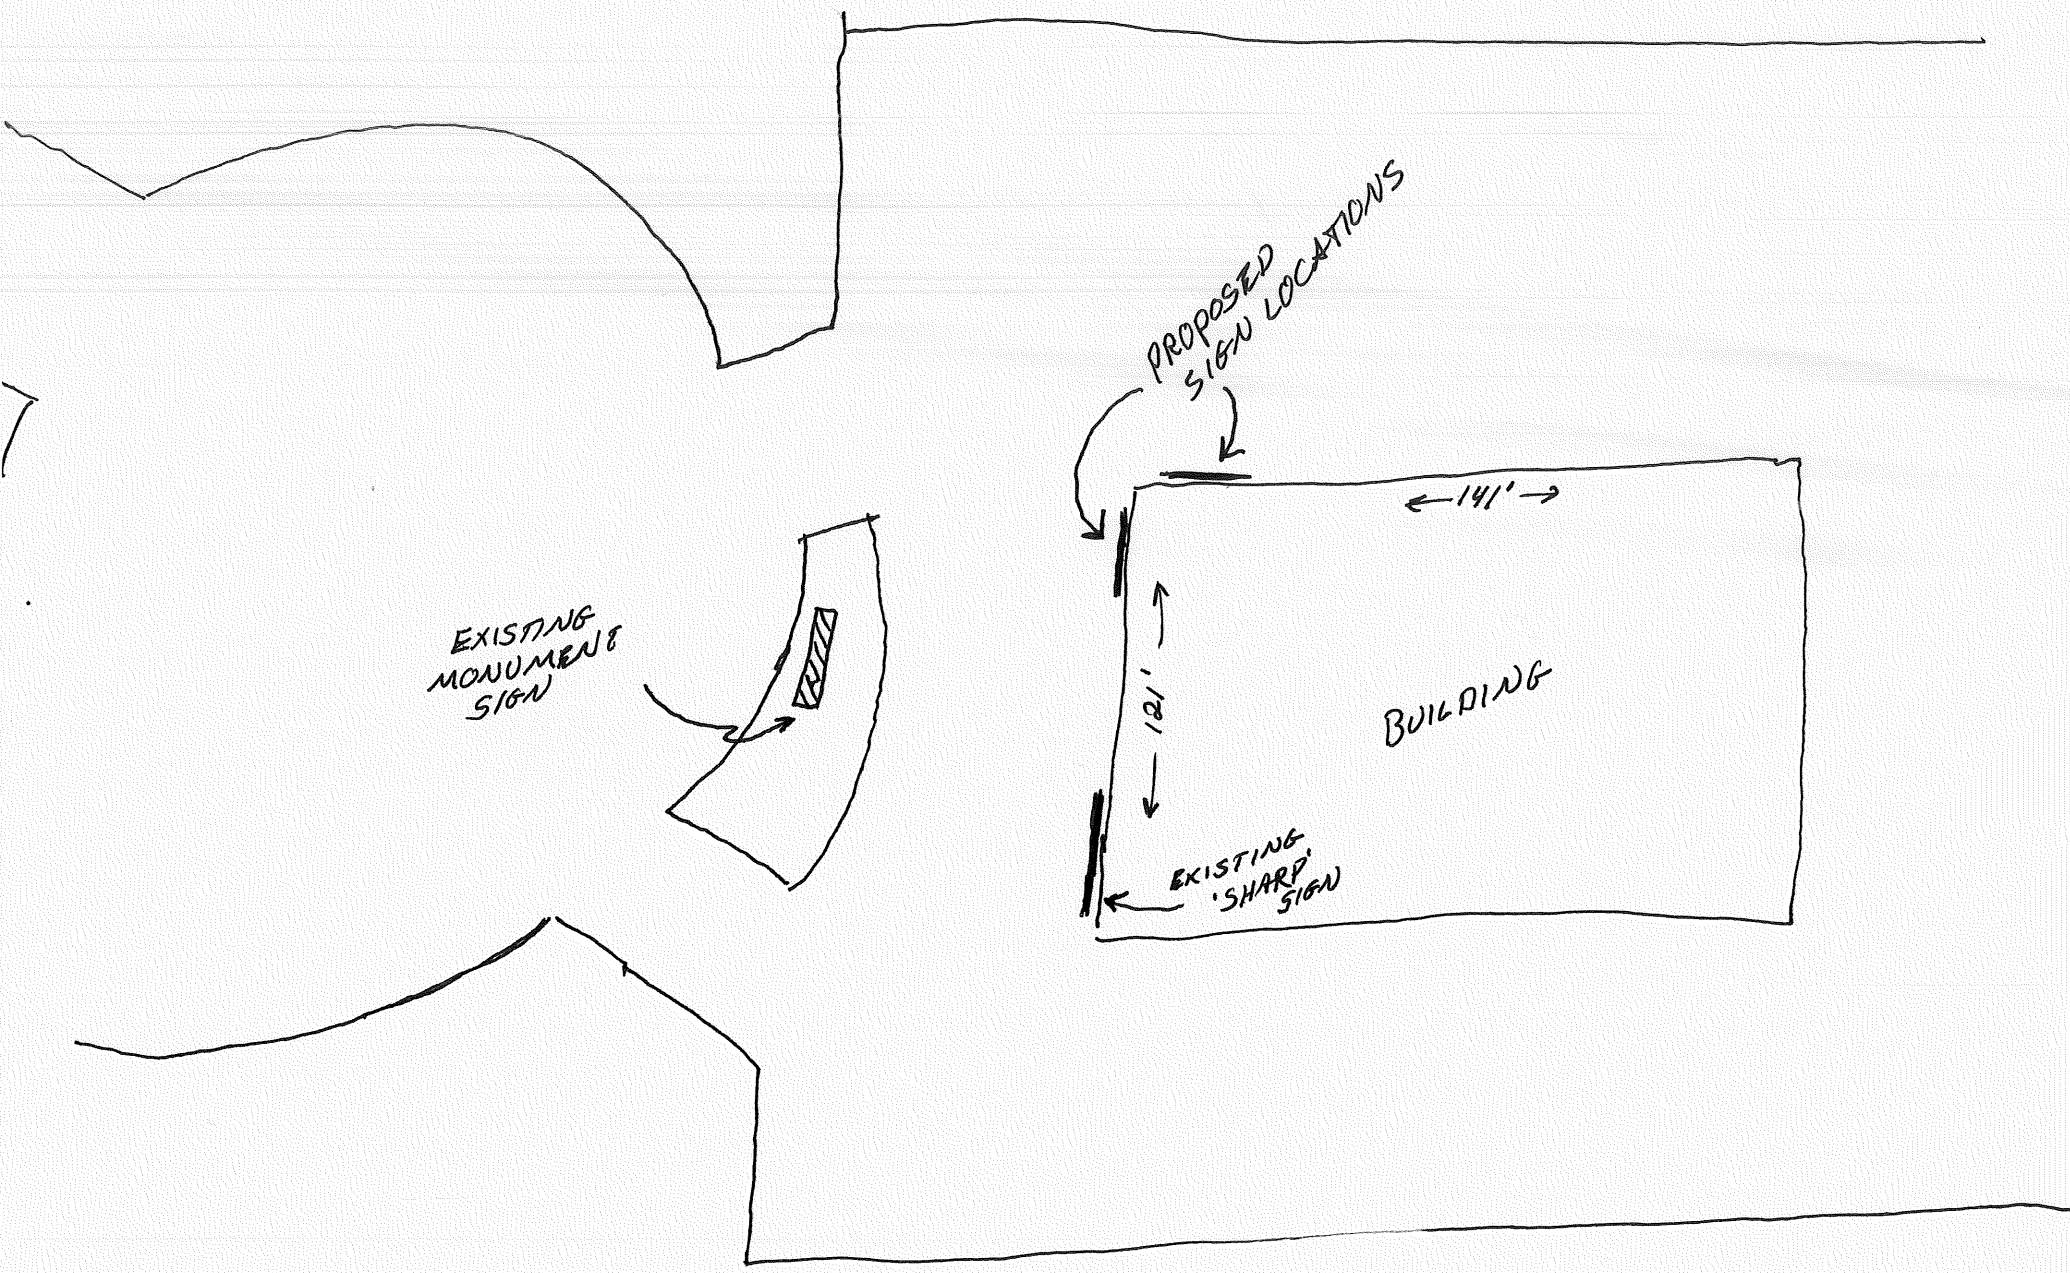 PROPOSED
SIGN LOCATIONS
←141'→
EXISTING
MONUMENT
SIGN
←121'→
BUILDING
EXISTING
'SHARP'
SIGN